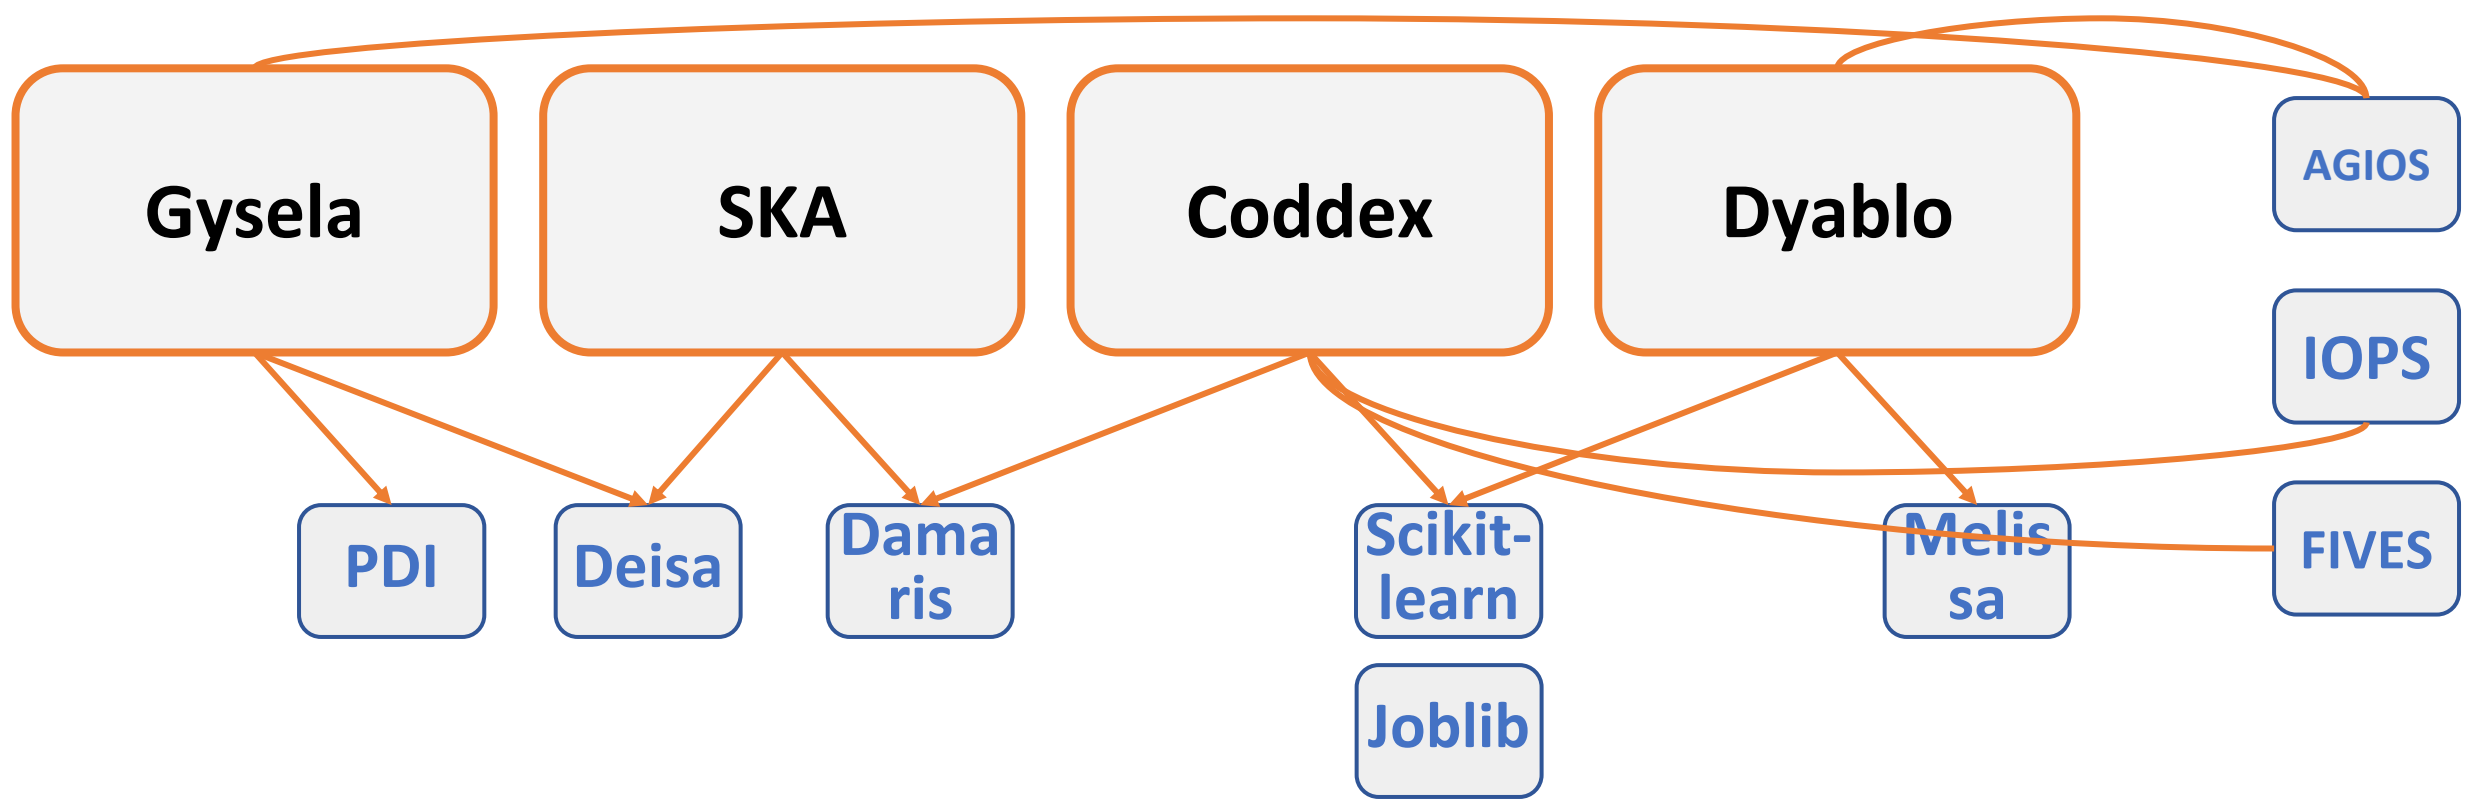 Gysela
SKA
Coddex
Dyablo
AGIOS
IOPS
FIVES
PDI
Deisa
Dama
ris
Scikit-
learn
Melis
sa
Joblib